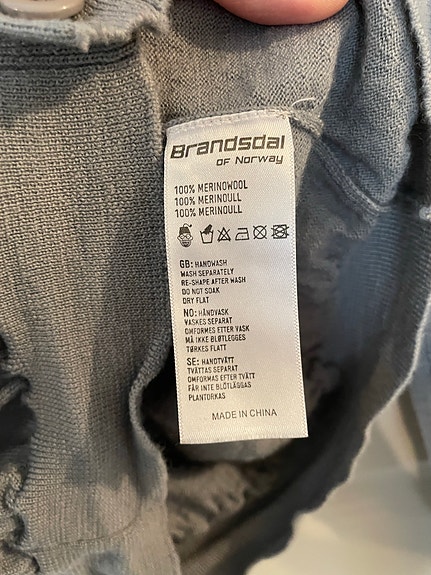 Brandsdal
OF Norway
100% MERINOWOOL
100% MERINOULL
100% MERINOULL
GB: HANDWASH
WASH SEPARATELY
RE-SHAPE AFTER WASH
DO NOT SOAK
DRY FLAT
NO: HÅNDVASK
VASKES SEPARAT
OMFORMES ETTER VASK
MÅ IKKE BLØTLEGGES
TØRKES FLATT
SE: HANDTVÄTT
TVÄTTAS SEPARAT
OMFORMAS EFTER TVÄTT
FÅR INTE BLÖTLÄGGAS
PLANTORKAS
MADE IN CHINA